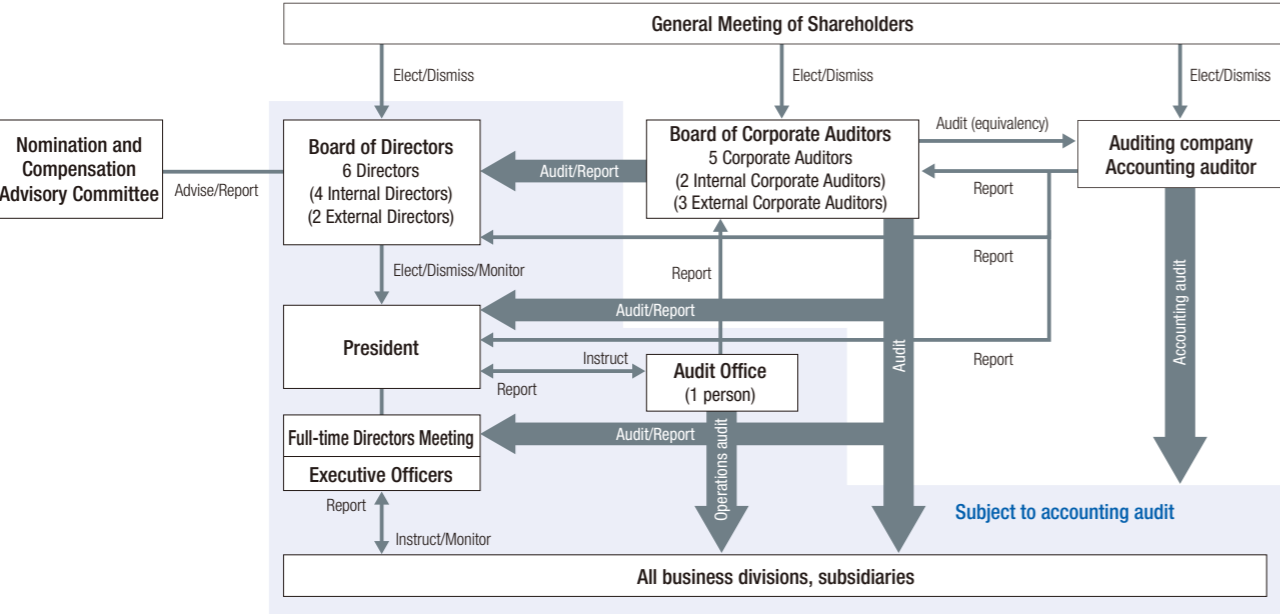 General Meeting of Shareholders
Elect/Dismiss
Elect/Dismiss
Elect/Dismiss
Nomination and
Compensation
Advisory Committee
Advise/Report
Board of Directors
6 Directors
(4 Internal Directors)
(2 External Directors)
Audit/Report
Board of Corporate Auditors
5 Corporate Auditors
(2 Internal Corporate Auditors)
(3 External Corporate Auditors)
Audit (equivalency)
Report
Auditing company
Accounting auditor
Report
Elect/Dismiss/Monitor
Report
Audit/Report
President
Instruct
Report
Report
Audit Office
(1 person)
Audit
Accounting audit
Full-time Directors Meeting
Executive Officers
Audit/Report
Operations audit
Report
Instruct/Monitor
Subject to accounting audit
All business divisions, subsidiaries